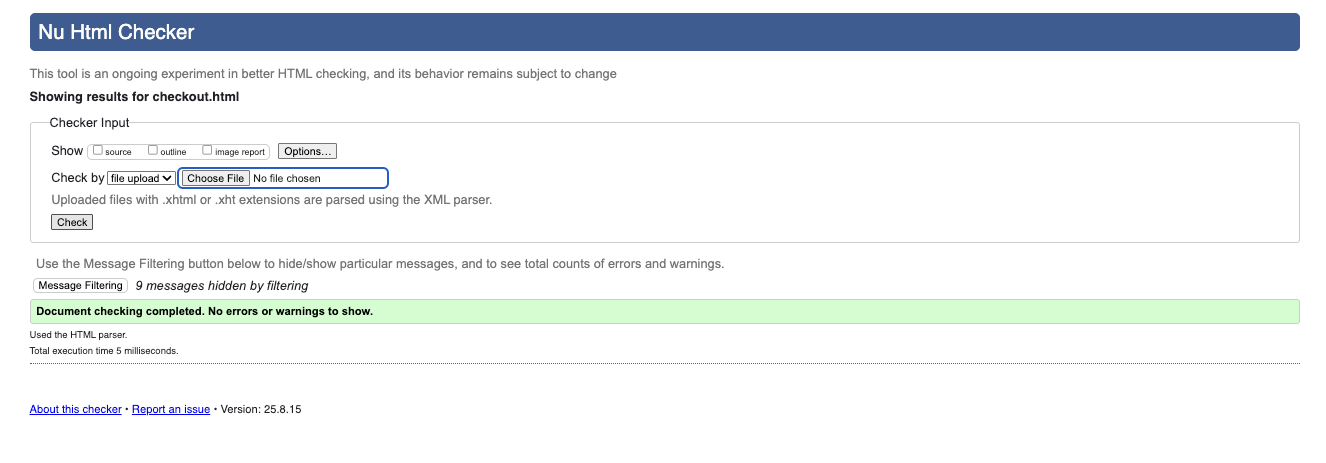 Nu Html Checker
This tool is an ongoing experiment in better HTML checking, and its behavior remains subject to change
Showing results for checkout.html
Checker Input
Show source outline image report Options...
Check by file upload Choose File No file chosen
Uploaded files with .xhtml or .xht extensions are parsed using the XML parser.
Check
Use the Message Filtering button below to hide/show particular messages, and to see total counts of errors and warnings.
Message Filtering 9 messages hidden by filtering
Document checking completed. No errors or warnings to show.
Used the HTML parser.
Total execution time 5 milliseconds.
About this checker • Report an issue • Version: 25.8.15